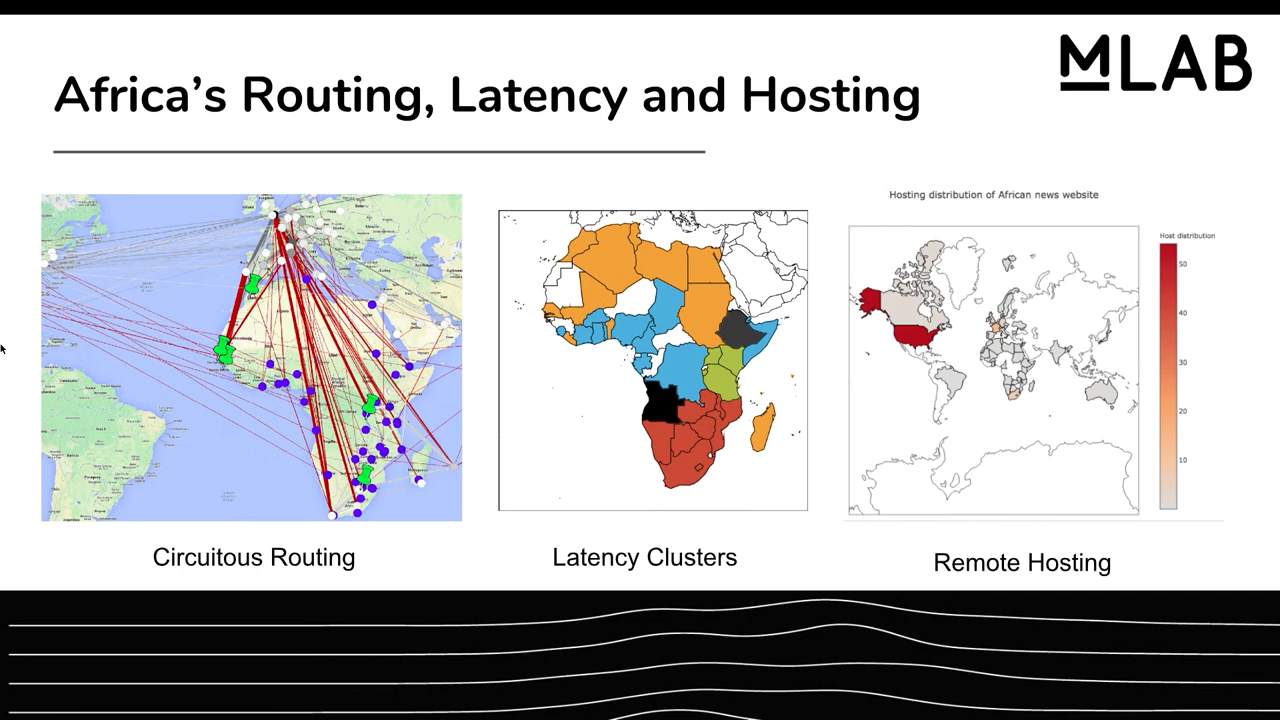 MLAB
Africa's Routing, Latency and Hosting
Hosting distribution of African news website
Host distribution
50
40
30
20
10
Circuitous Routing
Latency Clusters
Remote Hosting